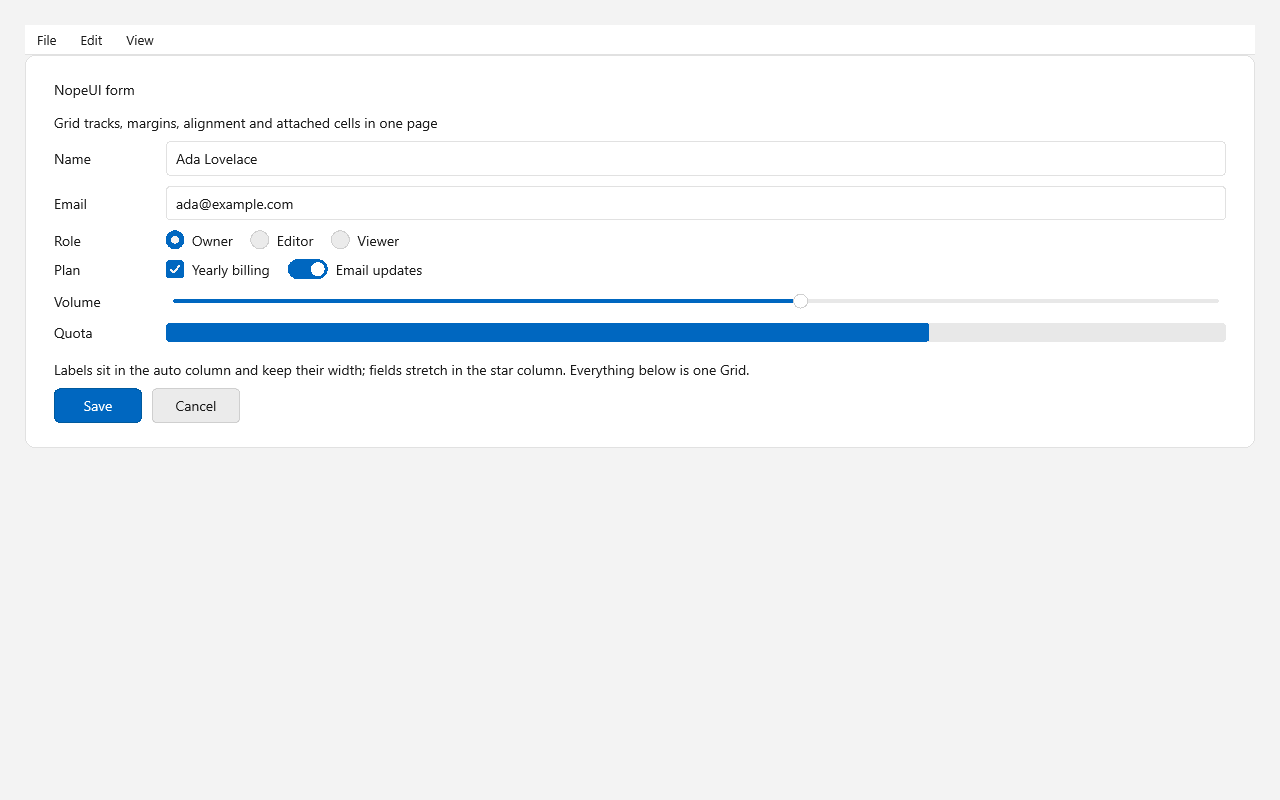 File Edit View
NopeUI form
Grid tracks, margins, alignment and attached cells in one page
Name Ada Lovelace
Email ada@example.com
Role Owner Editor Viewer
Plan Yearly billing Email updates
Volume
Quota
Labels sit in the auto column and keep their width; fields stretch in the star column. Everything below is one Grid.
Save Cancel